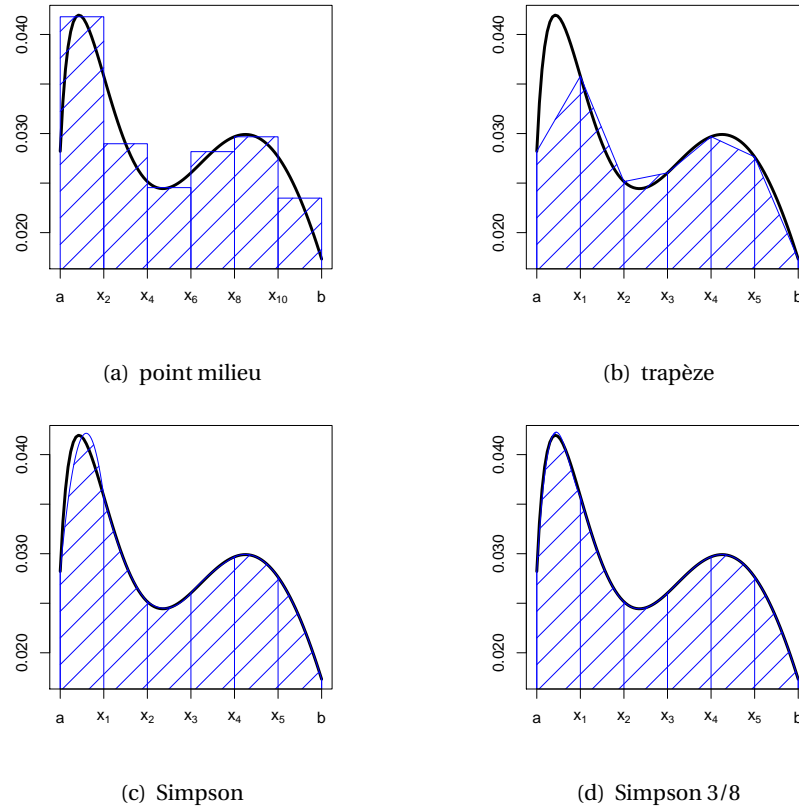 0.040
0.030
0.020
a x₂ x₄ x₆ x₈ x₁₀ b
(a) point milieu
0.040
0.030
0.020
a x₁ x₂ x₃ x₄ x₅ b
(b) trapèze
0.040
0.030
0.020
a x₁ x₂ x₃ x₄ x₅ b
(c) Simpson
0.040
0.030
0.020
a x₁ x₂ x₃ x₄ x₅ b
(d) Simpson 3/8